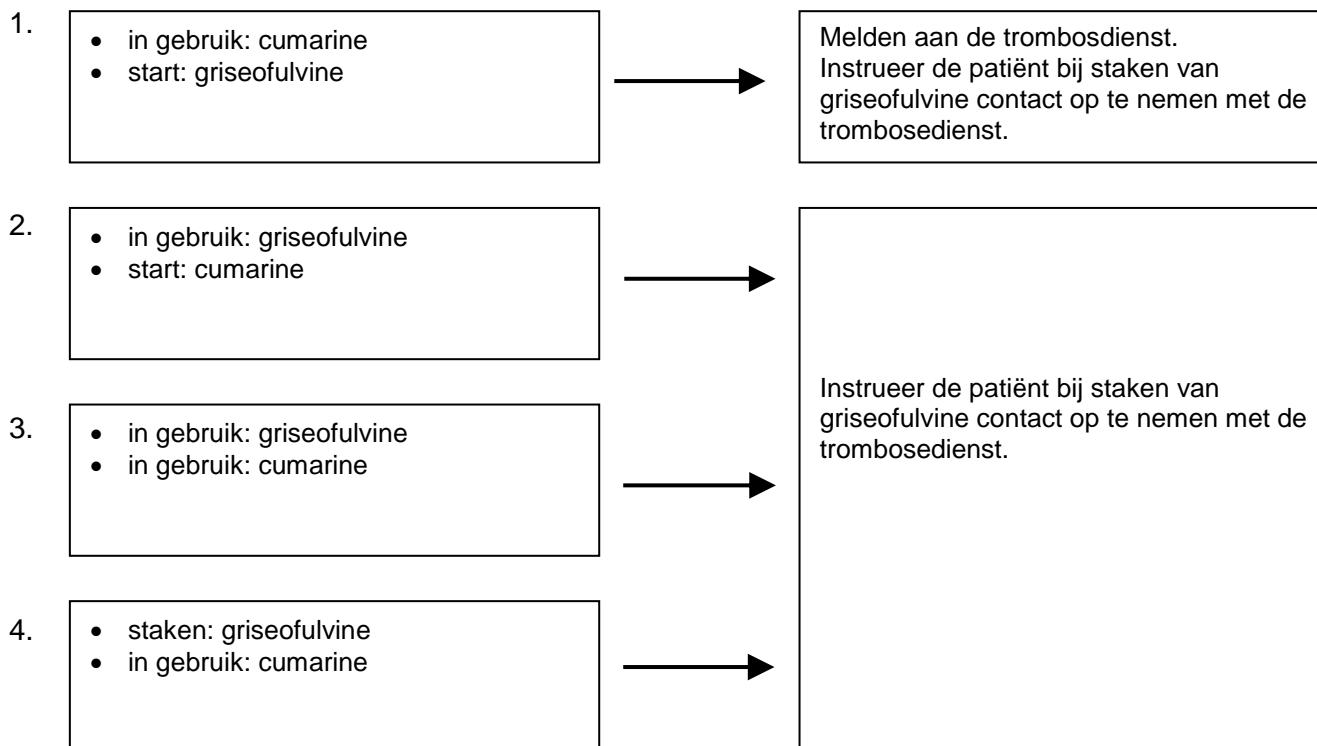 1.
• in gebruik: cumarine
• start: griseofulvine
Melden aan de trombosdienst.
Instrueer de patiënt bij staken van
griseofulvine contact op te nemen met de
trombosedienst.
2.
• in gebruik: griseofulvine
• start: cumarine
3.
• in gebruik: griseofulvine
• in gebruik: cumarine
4.
• staken: griseofulvine
• in gebruik: cumarine
Instrueer de patiënt bij staken van
griseofulvine contact op te nemen met de
trombosedienst.